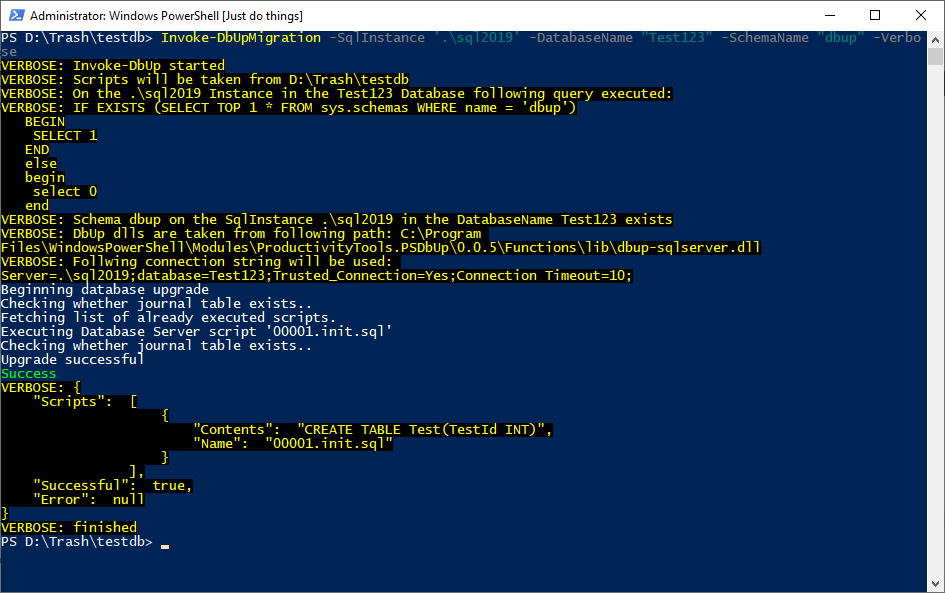 Administrator: Windows PowerShell [Just do things]
PS D:\Trash\testdb> Invoke-DbUpMigration -SqlInstance '.\sql2019' -DatabaseName "Test123" -SchemaName "dbup" -Verbo
se
VERBOSE: Invoke-DbUp started
VERBOSE: Scripts will be taken from D:\Trash\testdb
VERBOSE: On the .\sql2019 Instance in the Test123 Database following query executed:
VERBOSE: IF EXISTS (SELECT TOP 1 * FROM sys.schemas WHERE name = 'dbup')
   BEGIN
    SELECT 1
   END
   else
   begin
    select 0
   end
VERBOSE: Schema dbup on the SqlInstance .\sql2019 in the DatabaseName Test123 exists
VERBOSE: DbUp dlls are taken from following path: C:\Program
Files\WindowsPowerShell\Modules\ProductivityTools.PSDbUp\0.0.5\Functions\lib\dbup-sqlserver.dll
VERBOSE: Follwing connection string will be used:
Server=.\sql2019;database=Test123;Trusted_Connection=Yes;Connection Timeout=10;
Beginning database upgrade
Checking whether journal table exists..
Fetching list of already executed scripts.
Executing Database Server script '00001.init.sql'
Checking whether journal table exists..
Upgrade successful
Success
VERBOSE: {
    "Scripts":  [
                    {
                        "Contents":  "CREATE TABLE Test(TestId INT)",
                        "Name":  "00001.init.sql"
                    }
                ],
    "Successful":  true,
    "Error":  null
}
VERBOSE: finished
PS D:\Trash\testdb>